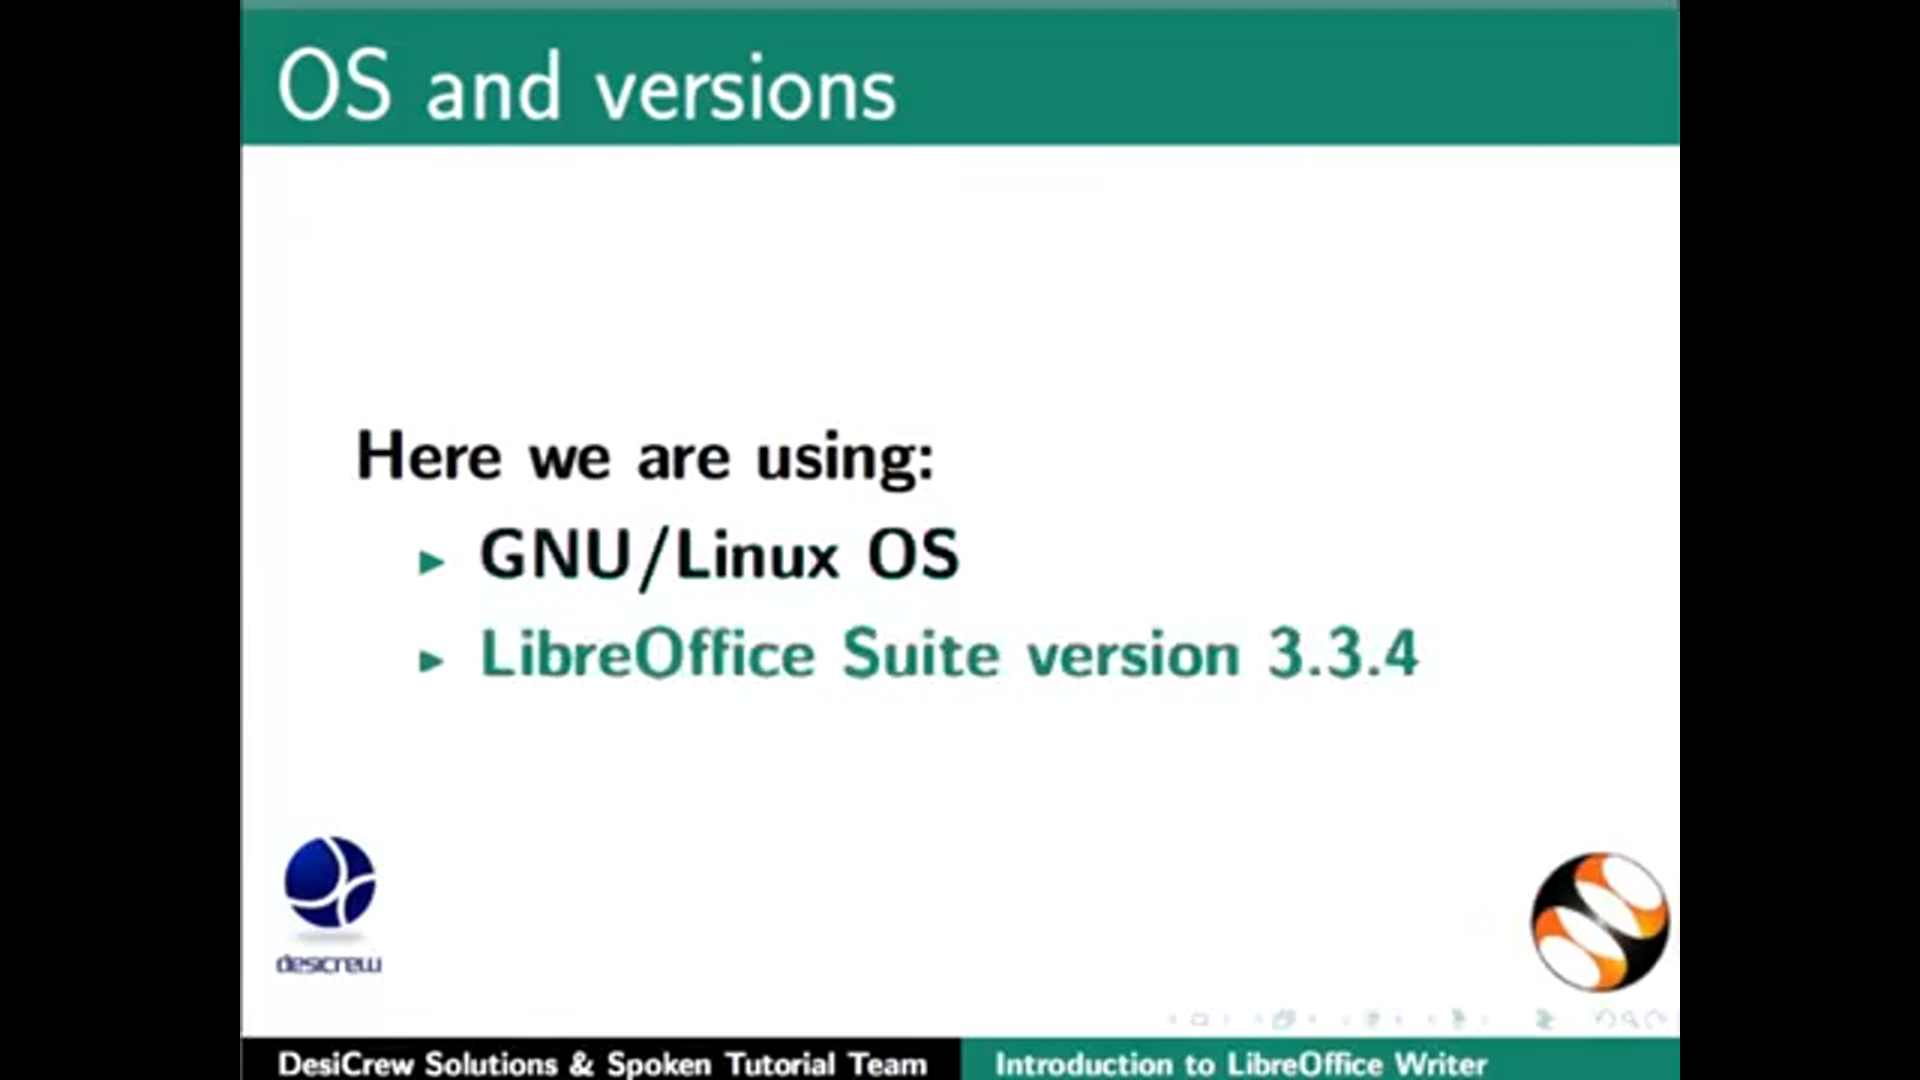 OS and versions
Here we are using:
GNU/Linux OS
LibreOffice Suite version 3.3.4
desicrew
DesiCrew Solutions & Spoken Tutorial Team
Introduction to LibreOffice Writer